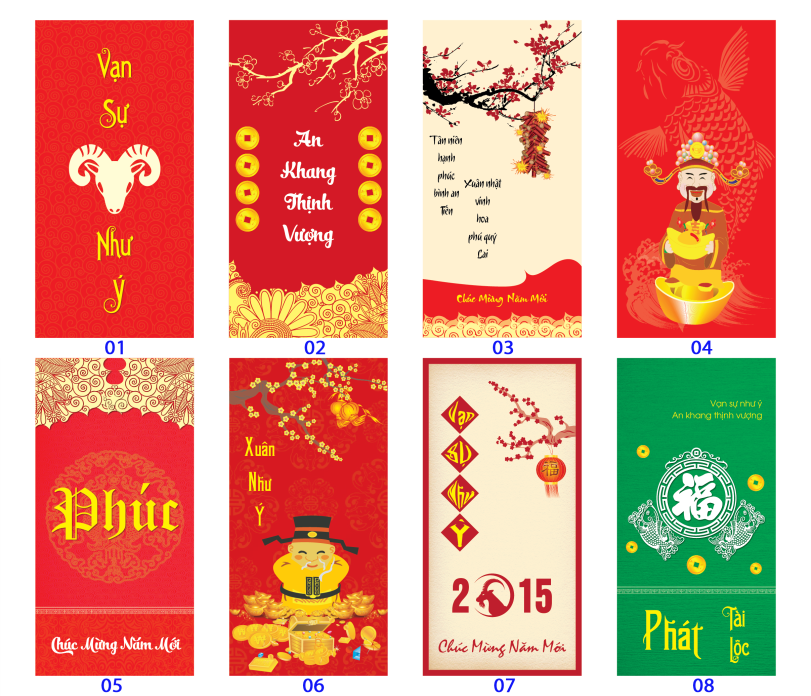 Vạn
Sự
Như
ý
01
An
Khang
Thịnh
Vượng
02
Tân niên
hạnh
phúc
bình an
Tiến
Xuân nhật
vinh
hoa
phú quý
Lai
Chúc Mừng Năm Mới
03
04
Phúc
Chúc Mừng Năm Mới
05
Xuân
Như
Ý
06
Vạn
Sự
Như
Ý
2015
Chúc Mừng Năm Mới
07
Vạn sự như ý
An khang thịnh vượng
福
Phát
Tài
Lộc
08